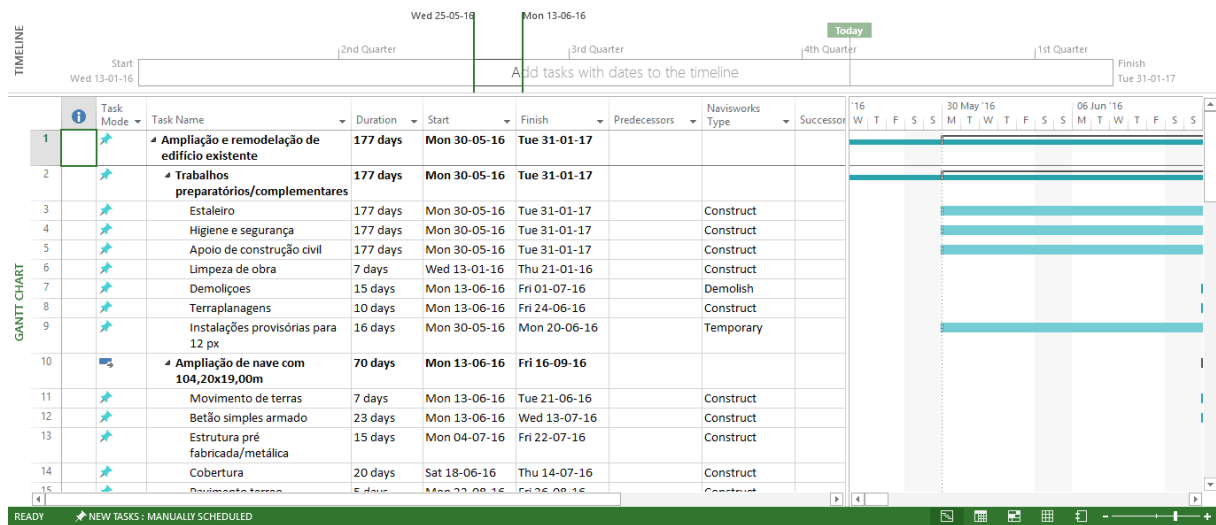 Wed 25-05-16 Mon 13-06-16
Today
2nd Quarter 3rd Quarter 4th Quarter 1st Quarter
TIMELINE
Start
Wed 13-01-16
Add tasks with dates to the timeline
Finish
Tue 31-01-17
Task Mode Task Name Duration Start Finish Predecessors Navisworks Type Successor
'16 30 May '16 06 Jun '16
W T F S S M T W T F S S M T W T F S S
GANTT CHART
1 Ampliação e remodelação de 177 days Mon 30-05-16 Tue 31-01-17
edifício existente
2 Trabalhos 177 days Mon 30-05-16 Tue 31-01-17
preparatórios/complementares
3 Estaleiro 177 days Mon 30-05-16 Tue 31-01-17 Construct
4 Higiene e segurança 177 days Mon 30-05-16 Tue 31-01-17 Construct
5 Apoio de construção civil 177 days Mon 30-05-16 Tue 31-01-17 Construct
6 Limpeza de obra 7 days Wed 13-01-16 Thu 21-01-16 Construct
7 Demoliçoes 15 days Mon 13-06-16 Fri 01-07-16 Demolish
8 Terraplanagens 10 days Mon 13-06-16 Fri 24-06-16 Construct
9 Instalações provisórias para 16 days Mon 30-05-16 Mon 20-06-16 Temporary
12 px
10 Ampliação de nave com 70 days Mon 13-06-16 Fri 16-09-16
104,20x19,00m
11 Movimento de terras 7 days Mon 13-06-16 Tue 21-06-16 Construct
12 Betão simples armado 23 days Mon 13-06-16 Wed 13-07-16 Construct
13 Estrutura pré 15 days Mon 04-07-16 Fri 22-07-16 Construct
fabricada/metálica
14 Cobertura 20 days Sat 18-06-16 Thu 14-07-16 Construct
15 Pavimento terreo 5 days Mon 22-08-16 Fri 26-08-16 Construct
READY NEW TASKS : MANUALLY SCHEDULED